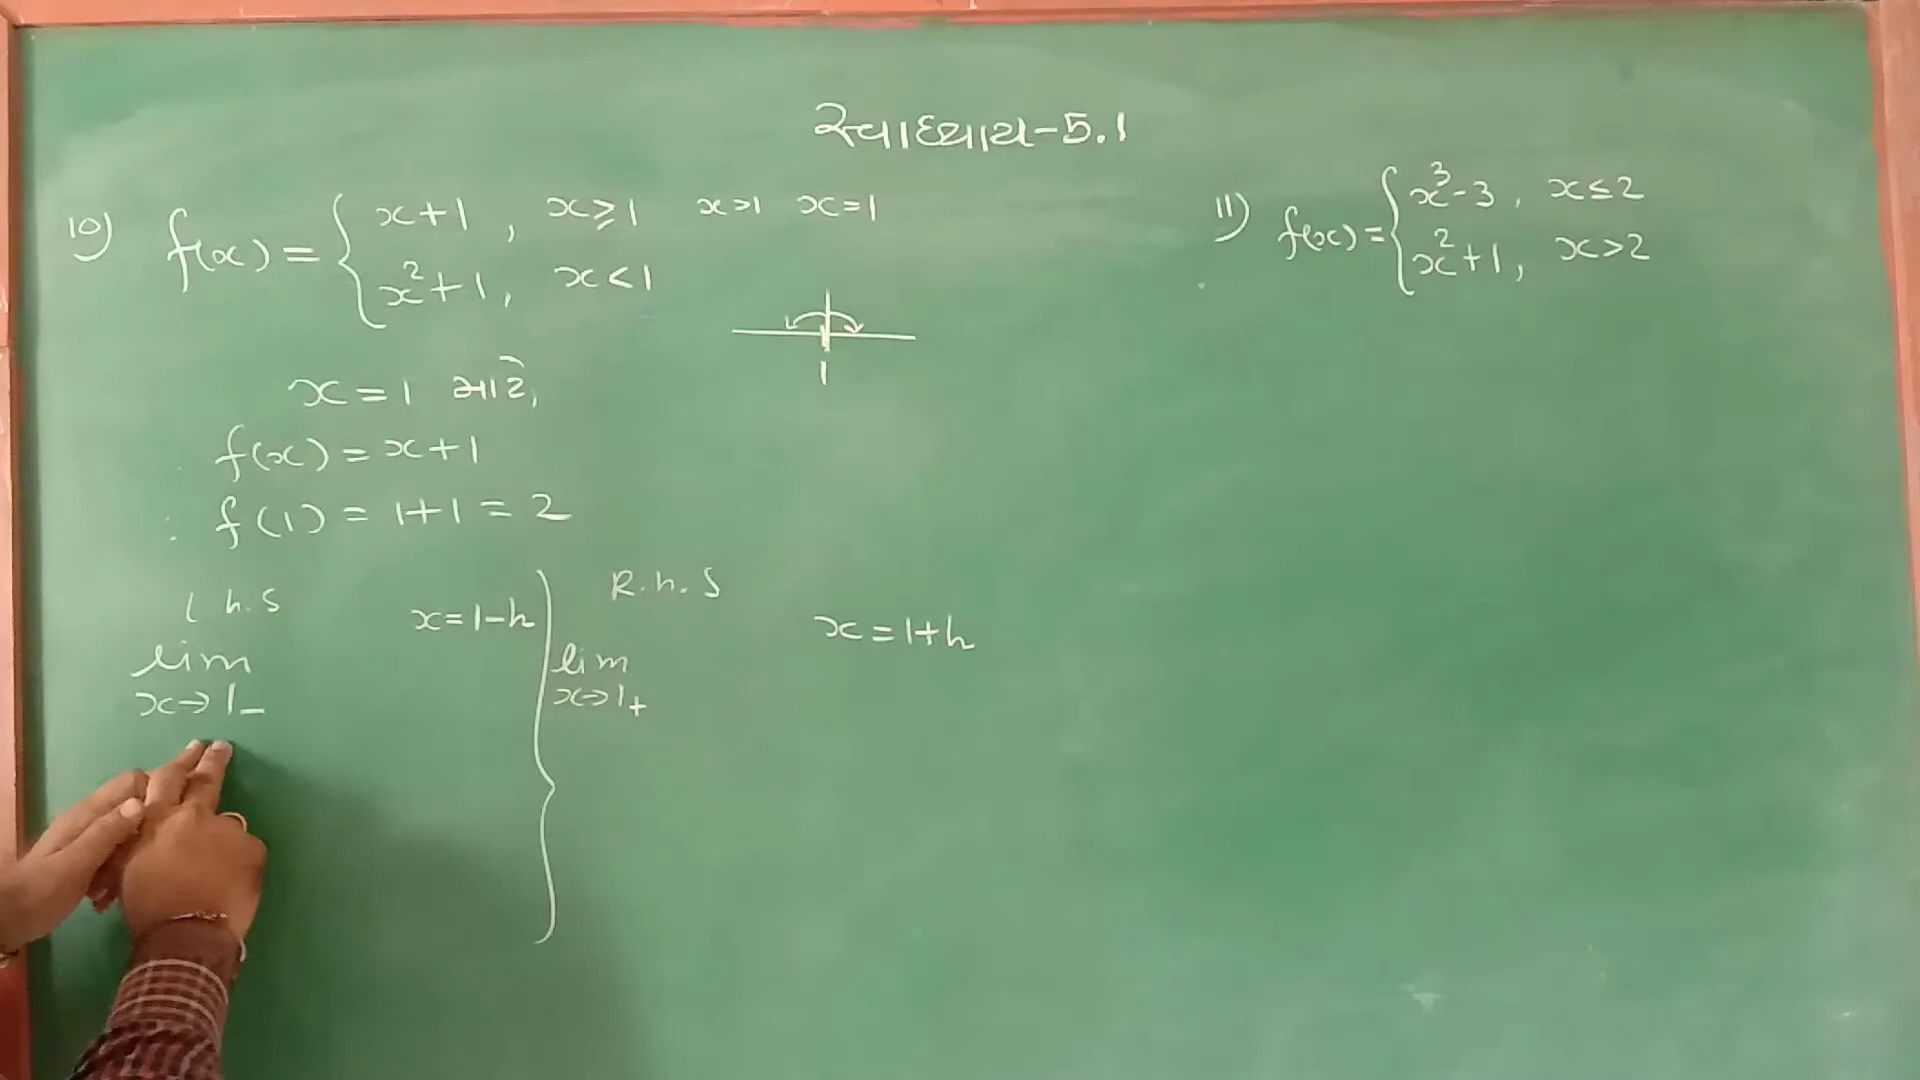 સ્વાધ્યાય-5.1
10) f(x) = { x+1 , x≥1 x>1 x=1
x²+1, x<1
1
x=1 માટે,
f(x) = x+1
∴ f(1) = 1+1 = 2
L.h.S
x=1-h
lim
x→1-
R.h.S
x=1+h
lim
x→1+
11) f(x) = { x³-3, x≤2
x²+1, x>2